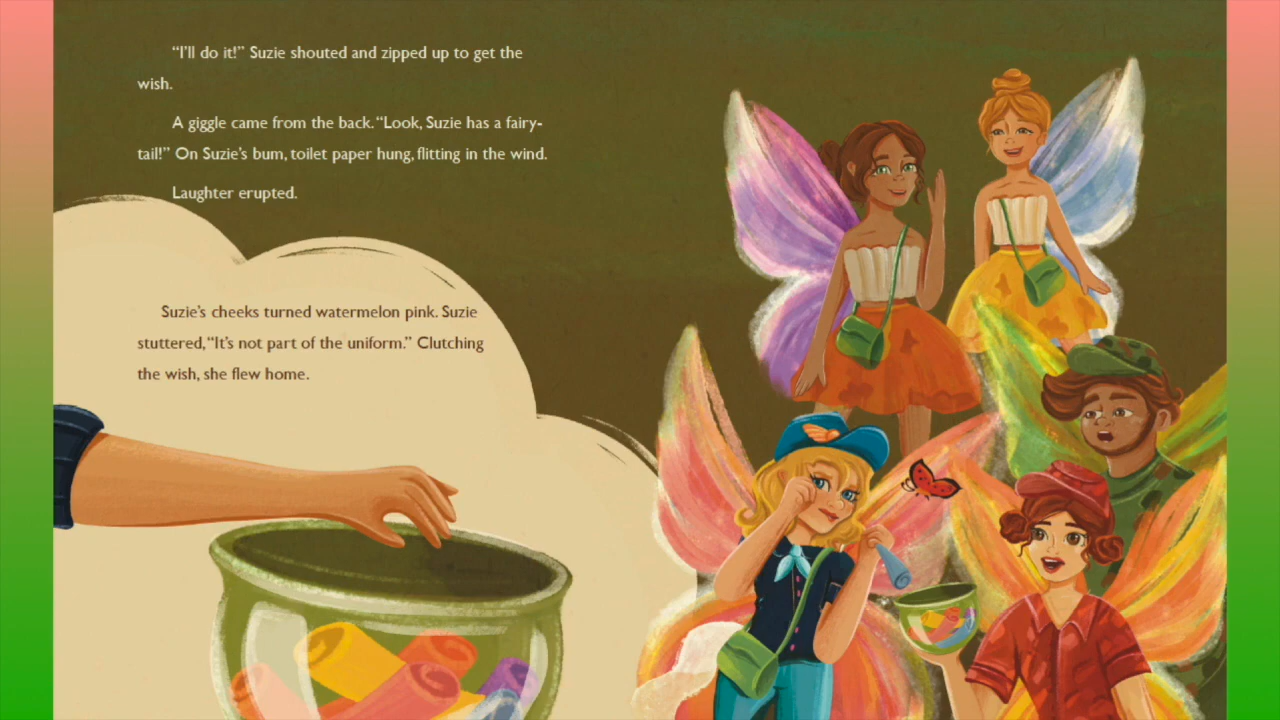 “I’ll do it!” Suzie shouted and zipped up to get the
wish.
A giggle came from the back. “Look, Suzie has a fairy-
tail!” On Suzie’s bum, toilet paper hung, flitting in the wind.
Laughter erupted.
Suzie’s cheeks turned watermelon pink. Suzie
stuttered, “It’s not part of the uniform.” Clutching
the wish, she flew home.